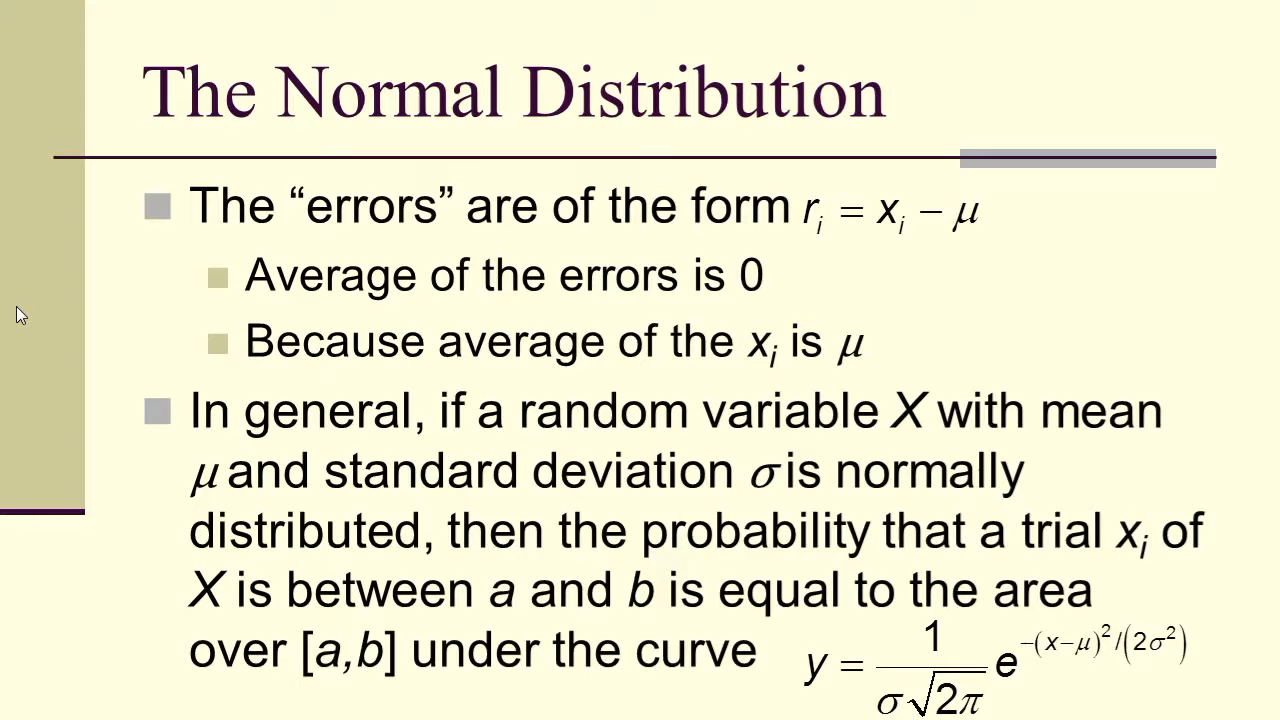 The Normal Distribution
The “errors” are of the form rᵢ = xᵢ − μ
Average of the errors is 0
Because average of the xᵢ is μ
In general, if a random variable X with mean
μ and standard deviation σ is normally
distributed, then the probability that a trial xᵢ of
X is between a and b is equal to the area
over [a,b] under the curve y = 1/(σ√2π) e^(−(x−μ)²/(2σ²))